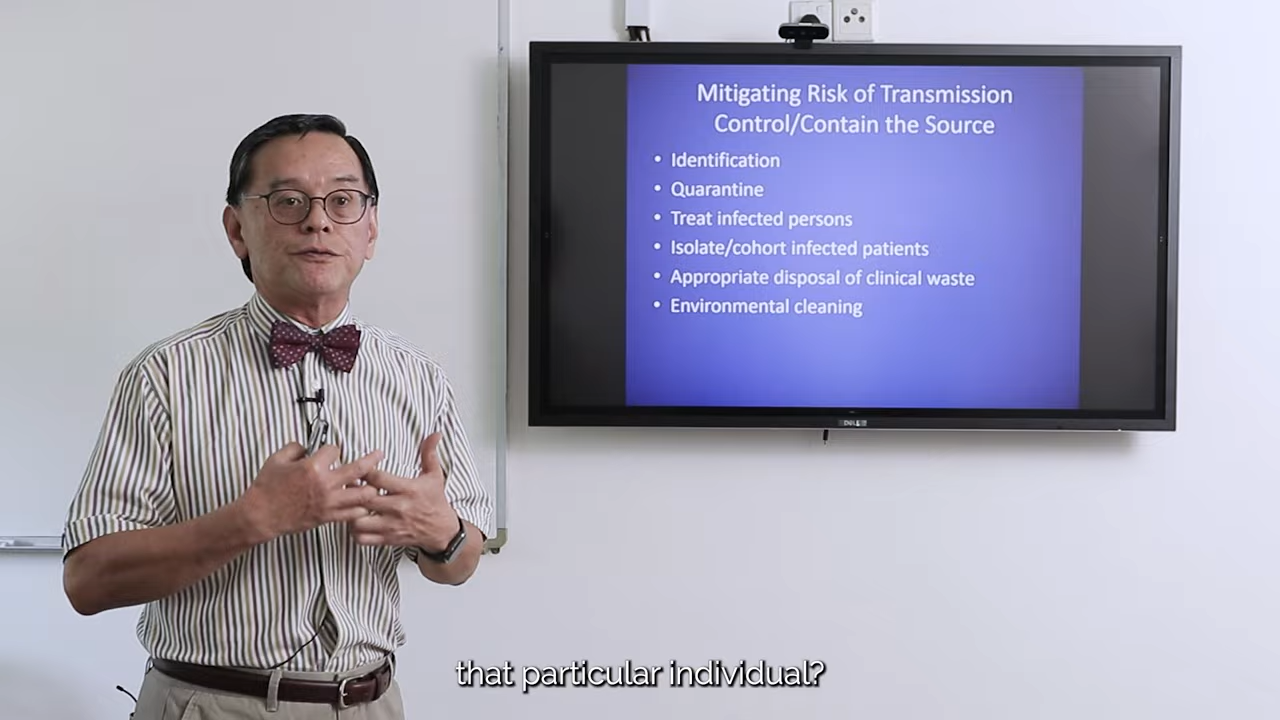 Mitigating Risk of Transmission
Control/Contain the Source
• Identification
• Quarantine
• Treat infected persons
• Isolate/cohort infected patients
• Appropriate disposal of clinical waste
• Environmental cleaning
DELL
that particular individual?